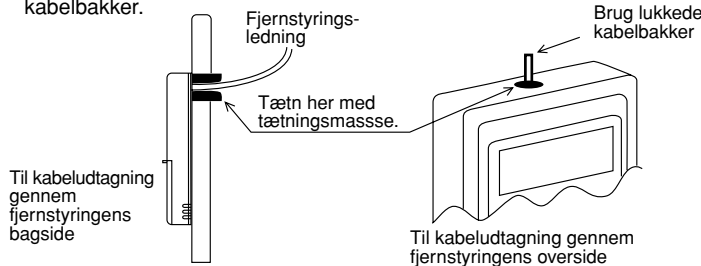 kabelbakker.
Fjernstyrings-
ledning
Brug lukkede
kabelbakker
Tætn her med
tætningsmassse.
Til kabeludtagning
gennem
fjernstyringens
bagside
Til kabeludtagning gennem
fjernstyringens overside